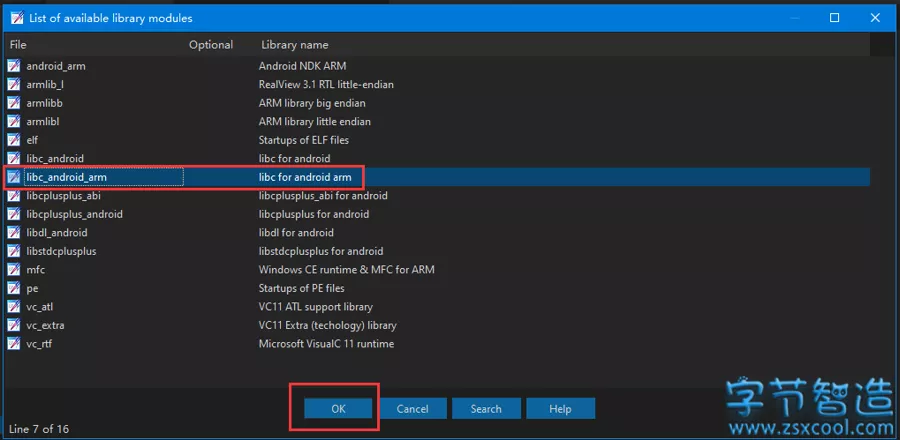 List of available library modules
File Optional Library name
android_arm Android NDK ARM
armlib_l RealView 3.1 RTL little-endian
armlibb ARM library big endian
armlibl ARM library little endian
elf Startups of ELF files
libc_android libc for android
libc_android_arm libc for android arm
libcplusplus_abi libcplusplus_abi for android
libcplusplus_android libcplusplus for android
libdl_android libdl for android
libstdcplusplus libstdcplusplus for android
mfc Windows CE runtime & MFC for ARM
pe Startups of PE files
vc_atl VC11 ATL support library
vc_extra VC11 Extra (techology) library
vc_rtf Microsoft VisualC 11 runtime
OK Cancel Search Help
Line 7 of 16
字节智造
www.zsxcool.com